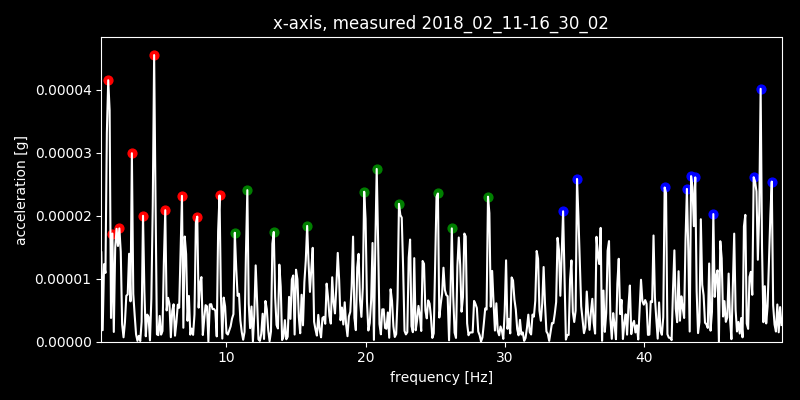 x-axis, measured 2018_02_11-16_30_02
0.00004
0.00003
0.00002
0.00001
0.00000
acceleration [g]
10 20 30 40
frequency [Hz]